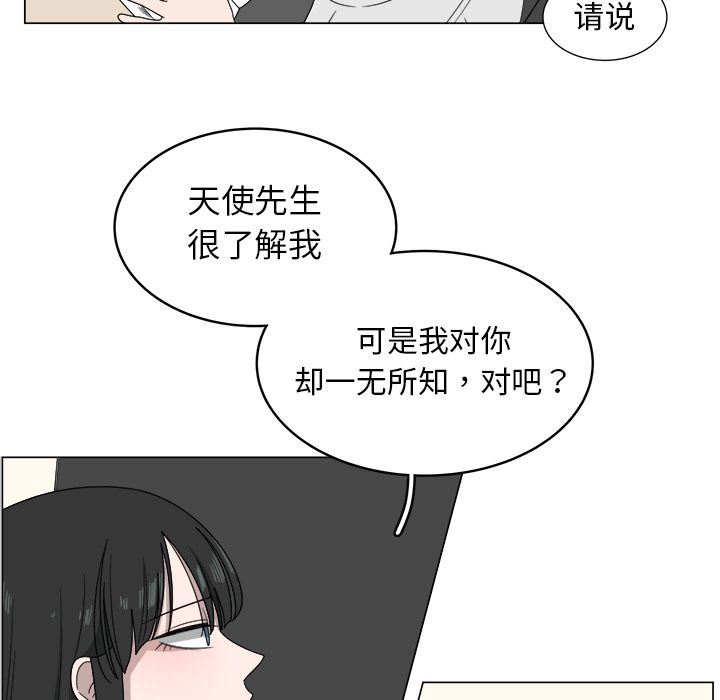 请说
天使先生
很了解我
可是我对你
却一无所知，对吧？